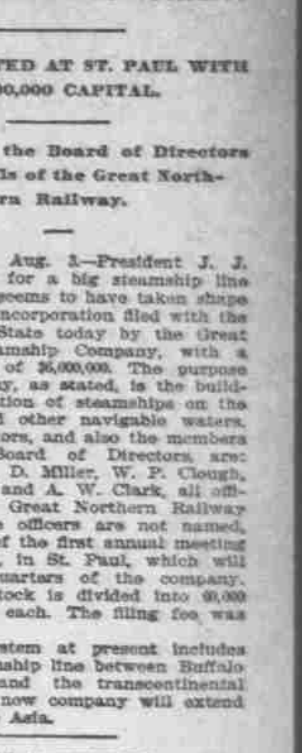 TED AT ST. PAUL WITH
00,000 CAPITAL.
the Board of Directors
ls of the Great North-
rn Railway.
Aug. 3.—President J. J.
for a big steamship line
seems to have taken shape
ncorporation filed with the
State today by the Great
amship Company, with a
of $6,000,000. The purpose
y, as stated, is the build-
tion of steamships on the
d other navigable waters.
ors, and also the members
Board of Directors, are:
D. Miller, W. P. Clough,
and A. W. Clark, all offi-
Great Northern Railway
e officers are not named,
of the first annual meeting
, in St. Paul, which will
quarters of the company.
tock is divided into 60,000
each. The filing fee was
stem at present includes
ship line between Buffalo
and the transcontinental
new company will extend
Asia.